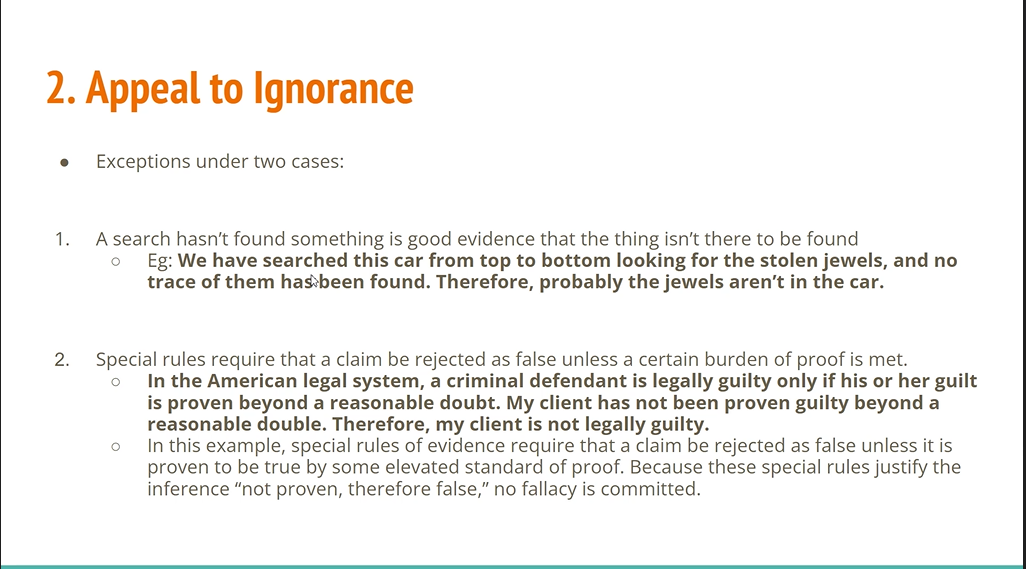 2. Appeal to Ignorance
● Exceptions under two cases:
1. A search hasn’t found something is good evidence that the thing isn’t there to be found
○ Eg: We have searched this car from top to bottom looking for the stolen jewels, and no
trace of them has been found. Therefore, probably the jewels aren’t in the car.
2. Special rules require that a claim be rejected as false unless a certain burden of proof is met.
○ In the American legal system, a criminal defendant is legally guilty only if his or her guilt
is proven beyond a reasonable doubt. My client has not been proven guilty beyond a
reasonable double. Therefore, my client is not legally guilty.
○ In this example, special rules of evidence require that a claim be rejected as false unless it is
proven to be true by some elevated standard of proof. Because these special rules justify the
inference “not proven, therefore false,” no fallacy is committed.